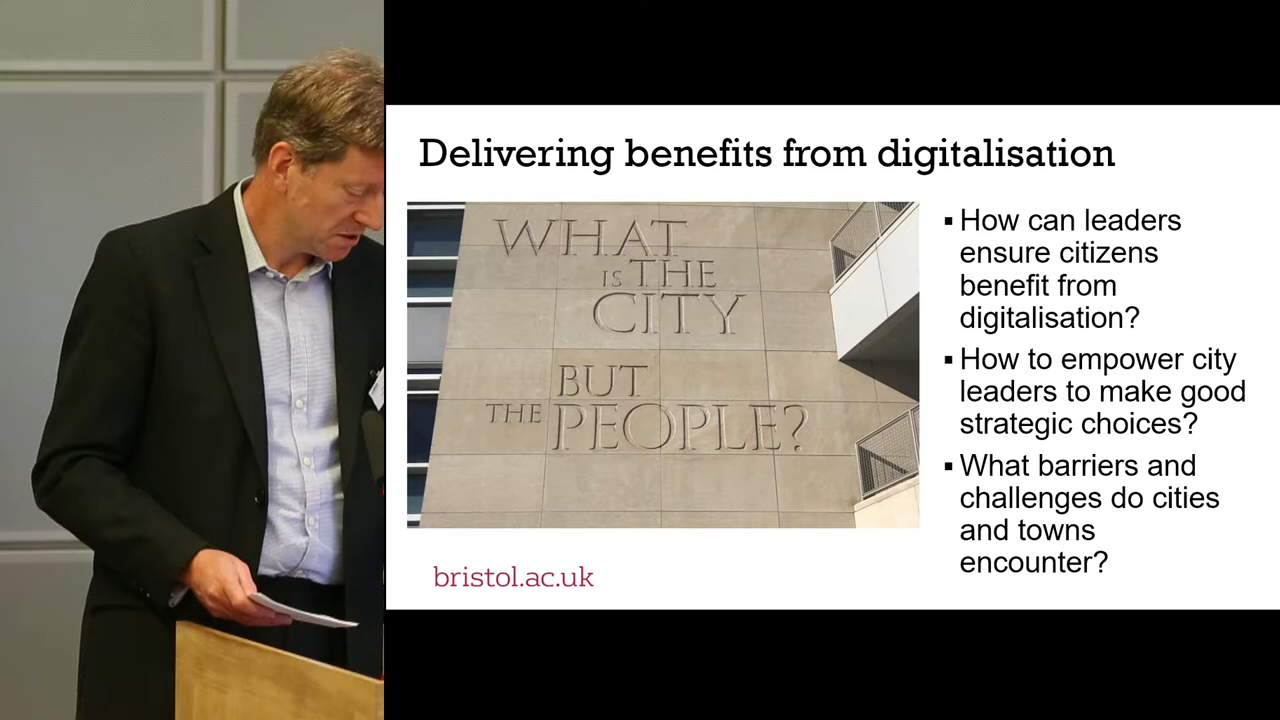 Delivering benefits from digitalisation
WHAT
IS THE
CITY
BUT
THE PEOPLE?
▪ How can leaders
ensure citizens
benefit from
digitalisation?
▪ How to empower city
leaders to make good
strategic choices?
▪ What barriers and
challenges do cities
and towns
encounter?
bristol.ac.uk